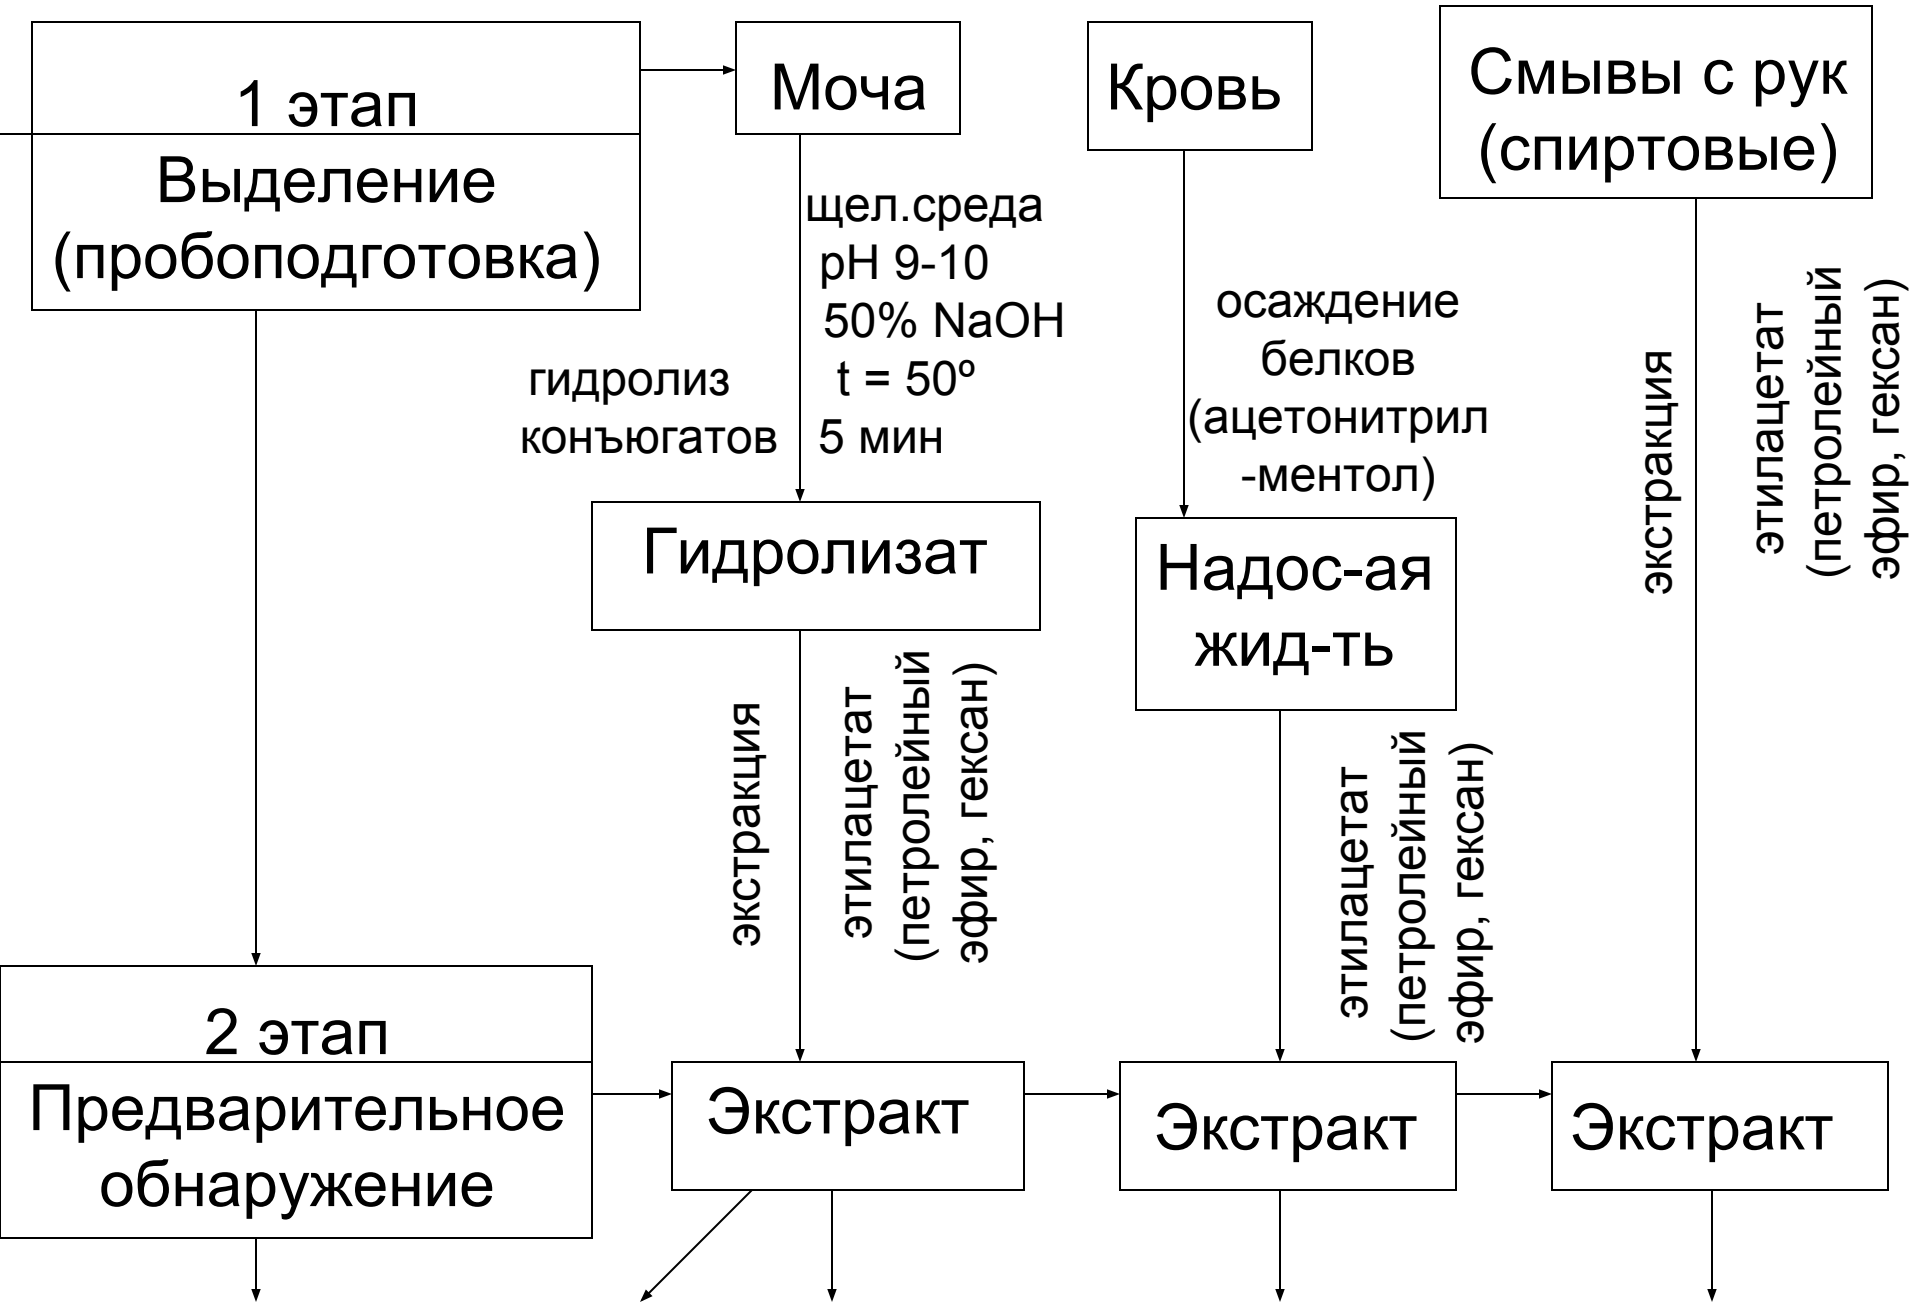 1 этап
Выделение
(пробоподготовка)
Моча
Кровь
Смывы с рук
(спиртовые)
щел.среда
pH 9-10
50% NaOH
t = 50º
5 мин
гидролиз
конъюгатов
осаждение
белков
(ацетонитрил
-ментол)
экстракция
этилацетат
(петролейный
эфир, гексан)
Гидролизат
Надос-ая
жид-ть
экстракция
этилацетат
(петролейный
эфир, гексан)
этилацетат
(петролейный
эфир, гексан)
2 этап
Предварительное
обнаружение
Экстракт
Экстракт
Экстракт